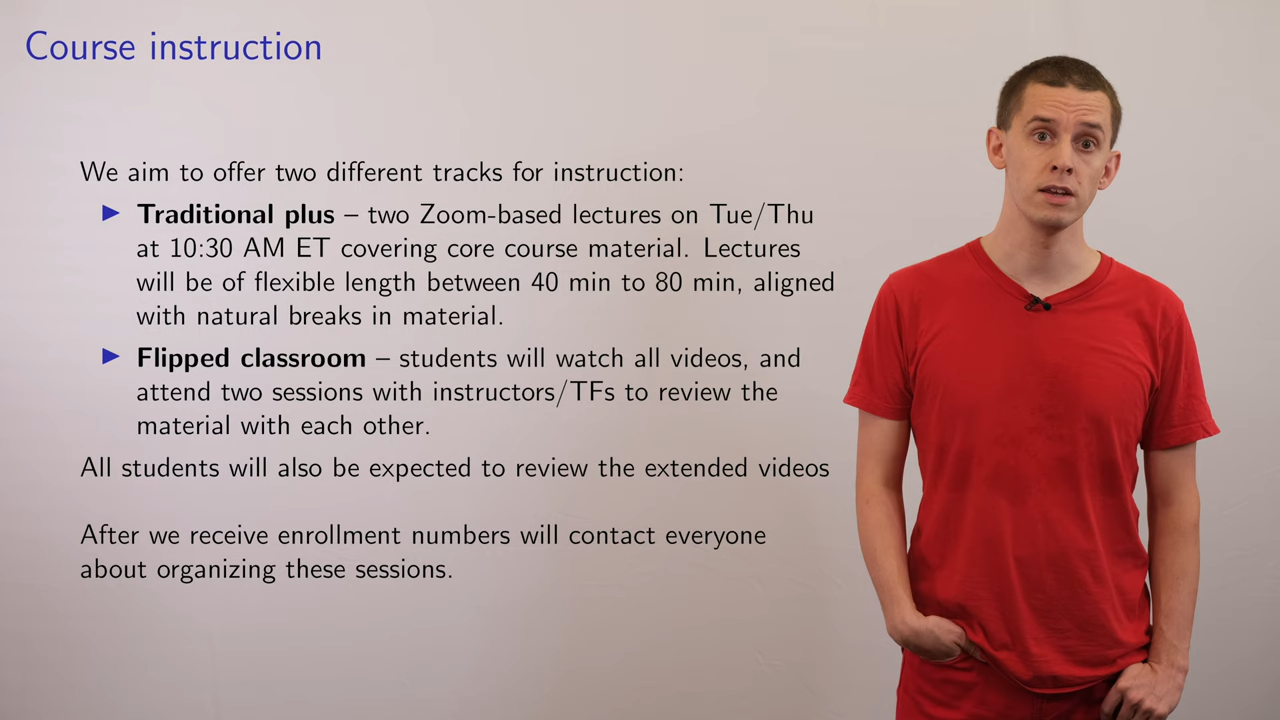 Course instruction
We aim to offer two different tracks for instruction:
Traditional plus – two Zoom-based lectures on Tue/Thu
at 10:30 AM ET covering core course material. Lectures
will be of flexible length between 40 min to 80 min, aligned
with natural breaks in material.
Flipped classroom – students will watch all videos, and
attend two sessions with instructors/TFs to review the
material with each other.
All students will also be expected to review the extended videos
After we receive enrollment numbers will contact everyone
about organizing these sessions.